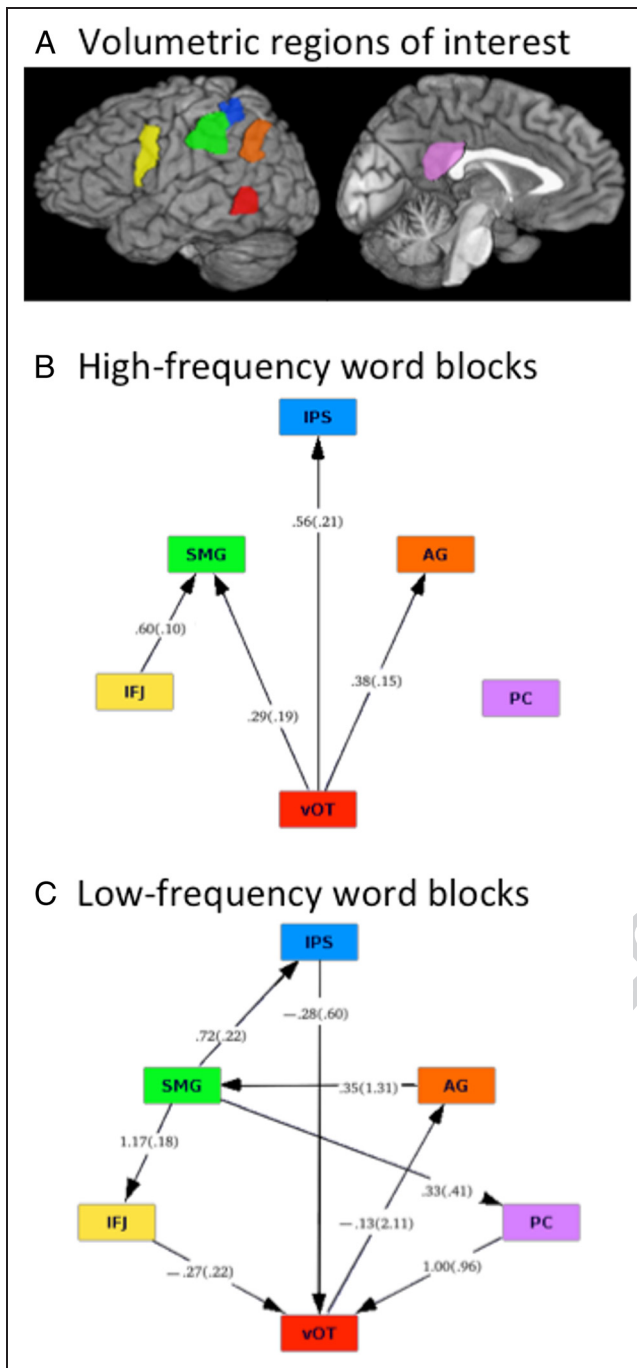 A Volumetric regions of interest
B High-frequency word blocks
IPS
.56(.21)
SMG
AG
.60(.10)
.38(.15)
IFJ
PC
.29(.19)
vOT
C Low-frequency word blocks
IPS
—.28(.60)
.72(.22)
SMG
.35(1.31)
AG
1.17(.18)
.33(.41)
IFJ
—.13(2.11)
PC
—.27(.22)
1.00(.96)
vOT